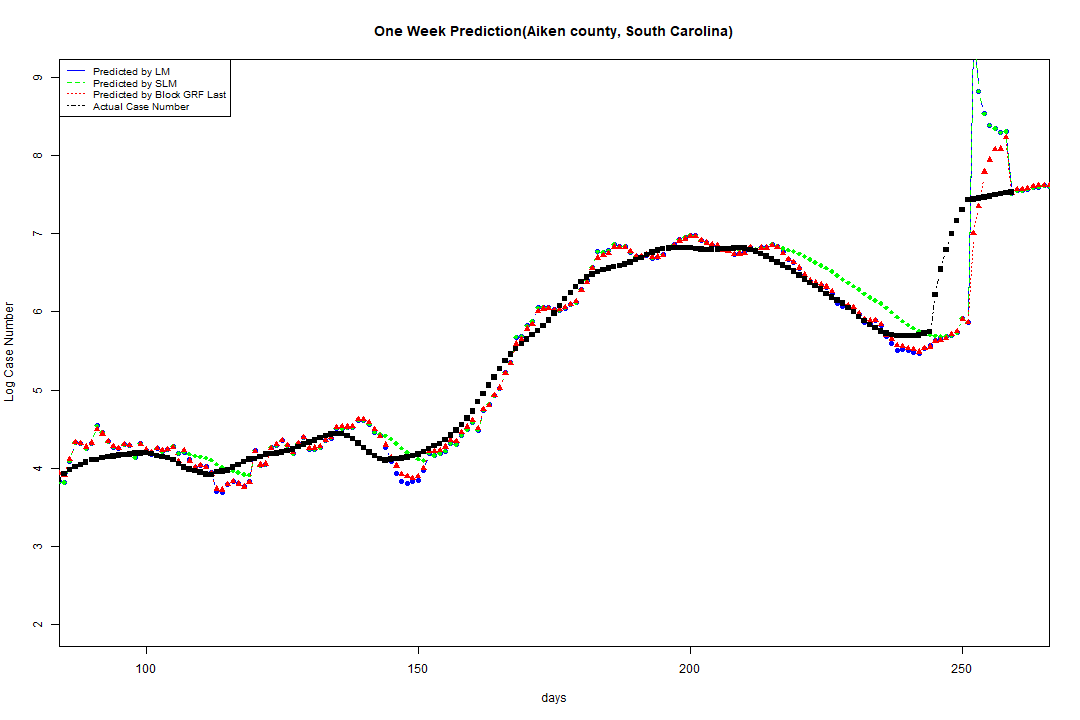 One Week Prediction(Aiken county, South Carolina)
Predicted by LM
Predicted by SLM
Predicted by Block GRF Last
Actual Case Number
9
8
7
6
5
4
3
2
Log Case Number
100
150
200
250
days